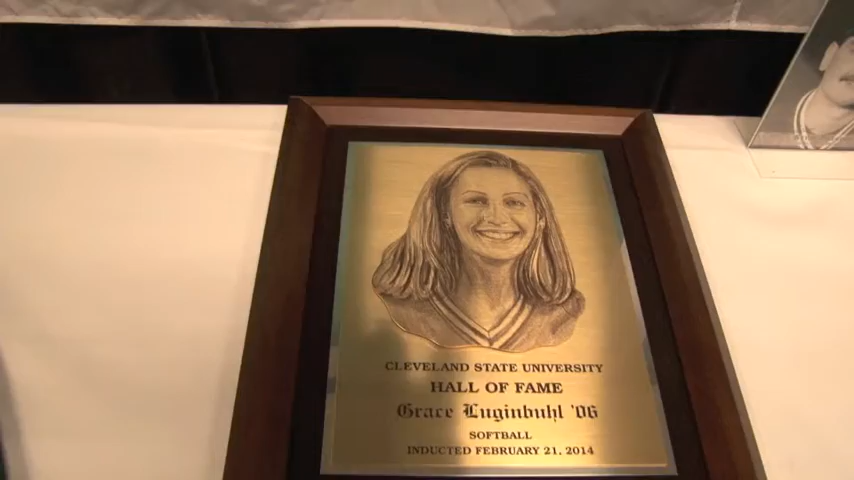 CLEVELAND STATE UNIVERSITY
HALL OF FAME
Grace Luginbuhl '06
SOFTBALL
INDUCTED FEBRUARY 21, 2014